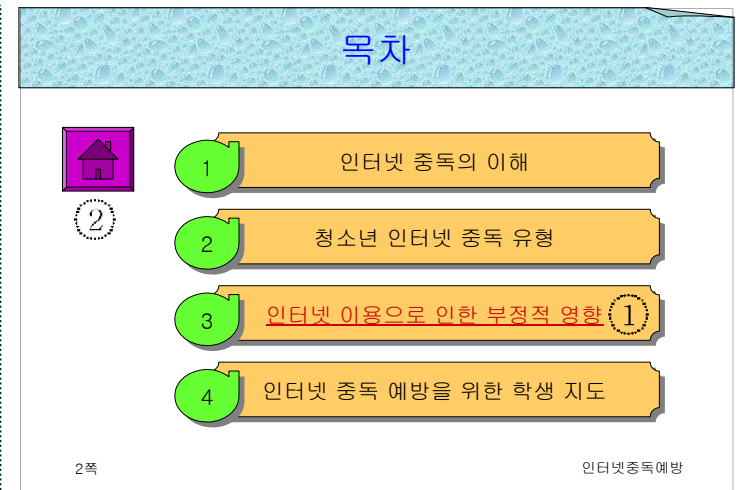 목차
1 인터넷 중독의 이해
②
2 청소년 인터넷 중독 유형
3 인터넷 이용으로 인한 부정적 영향 ①
4 인터넷 중독 예방을 위한 학생 지도
2쪽 인터넷중독예방